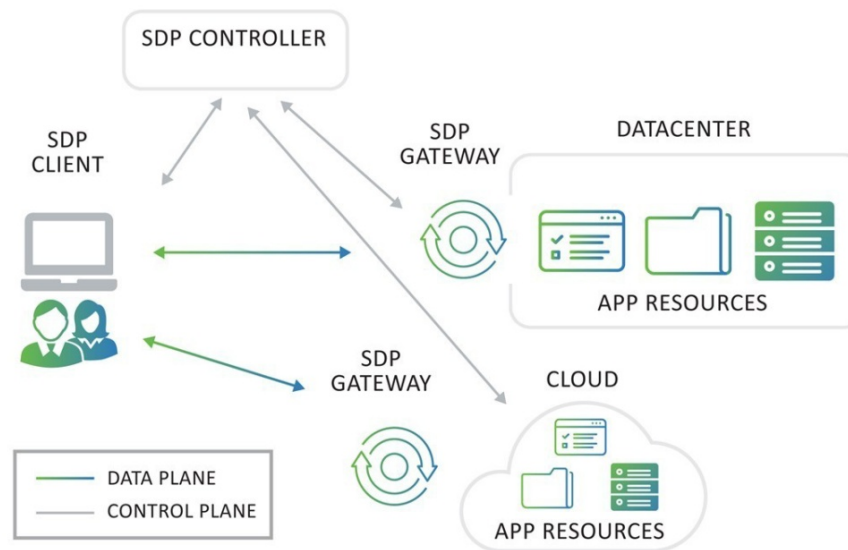 SDP CONTROLLER
SDP
CLIENT
SDP
GATEWAY
DATACENTER
APP RESOURCES
SDP
GATEWAY
CLOUD
APP RESOURCES
DATA PLANE
CONTROL PLANE